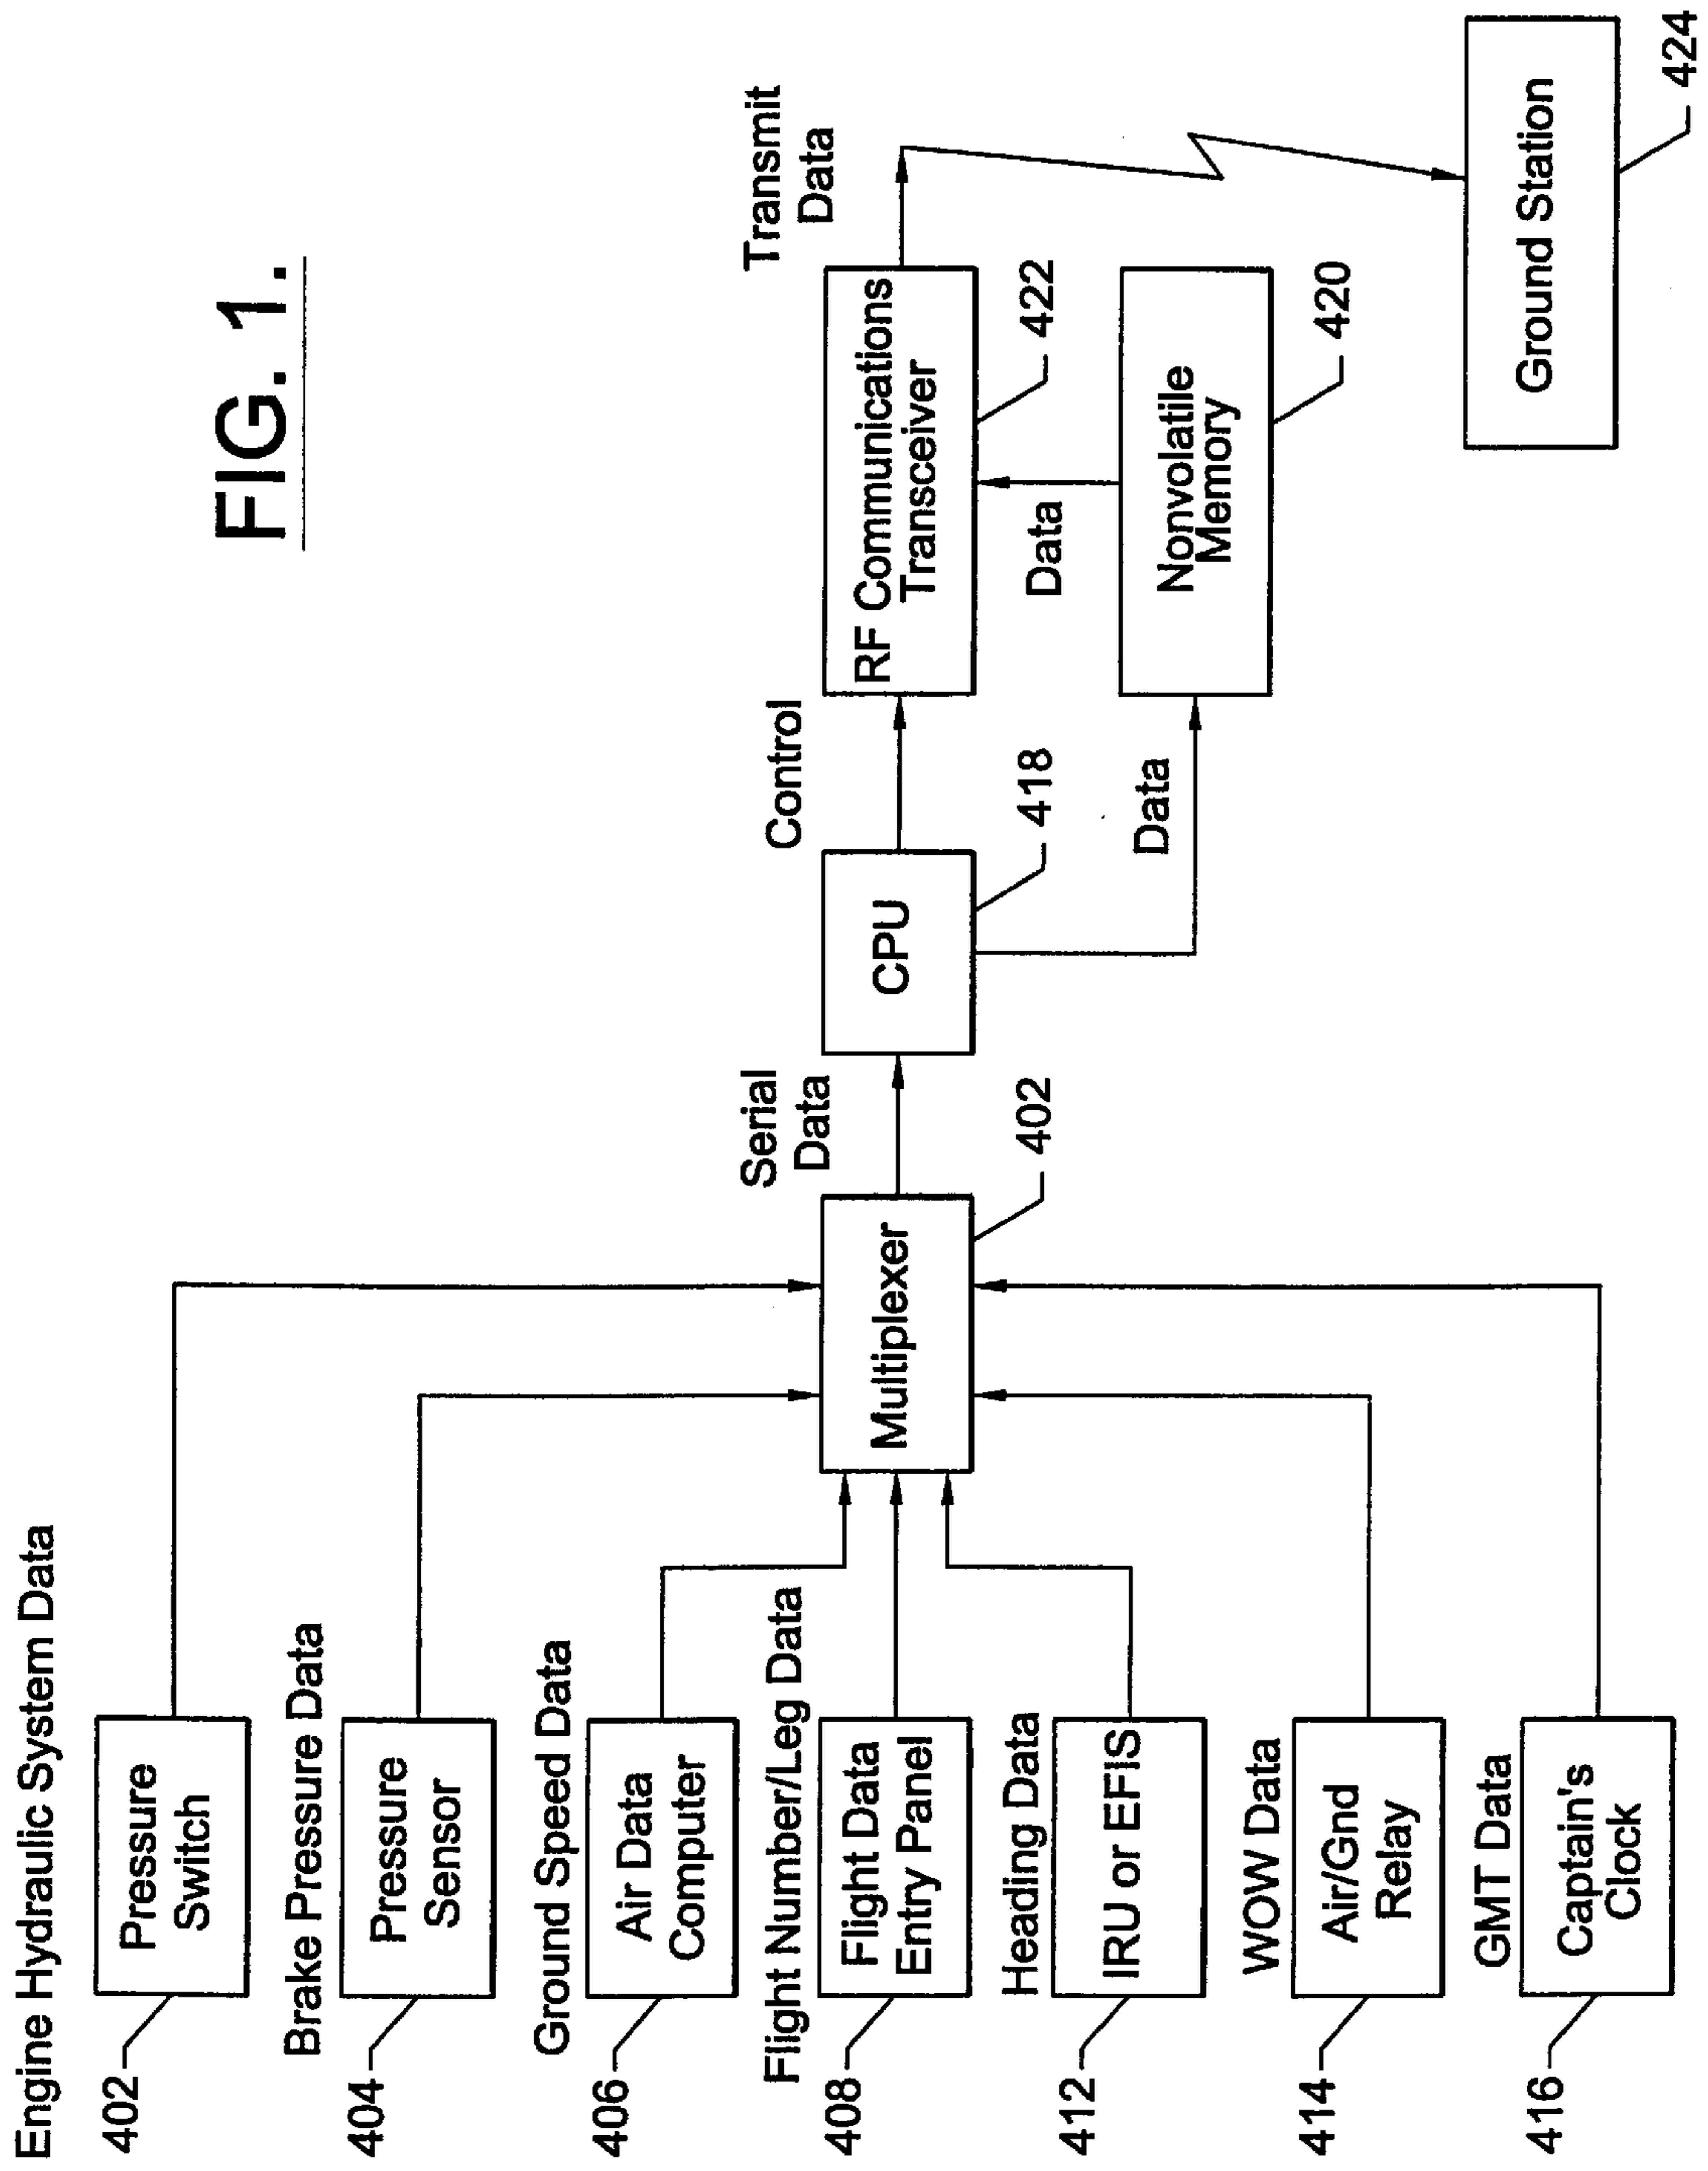 FIG. 1.
Engine Hydraulic System Data
402
Pressure
Switch
Brake Pressure Data
404
Pressure
Sensor
Ground Speed Data
406
Air Data
Computer
Flight Number/Leg Data
408
Flight Data
Entry Panel
Heading Data
412
IRU or EFIS
WOW Data
414
Air/Gnd
Relay
GMT Data
416
Captain's
Clock
Multiplexer
402
Serial
Data
CPU
418
Control
Data
RF Communications
Transceiver
422
Data
Nonvolatile
Memory
420
Transmit
Data
Ground Station
424